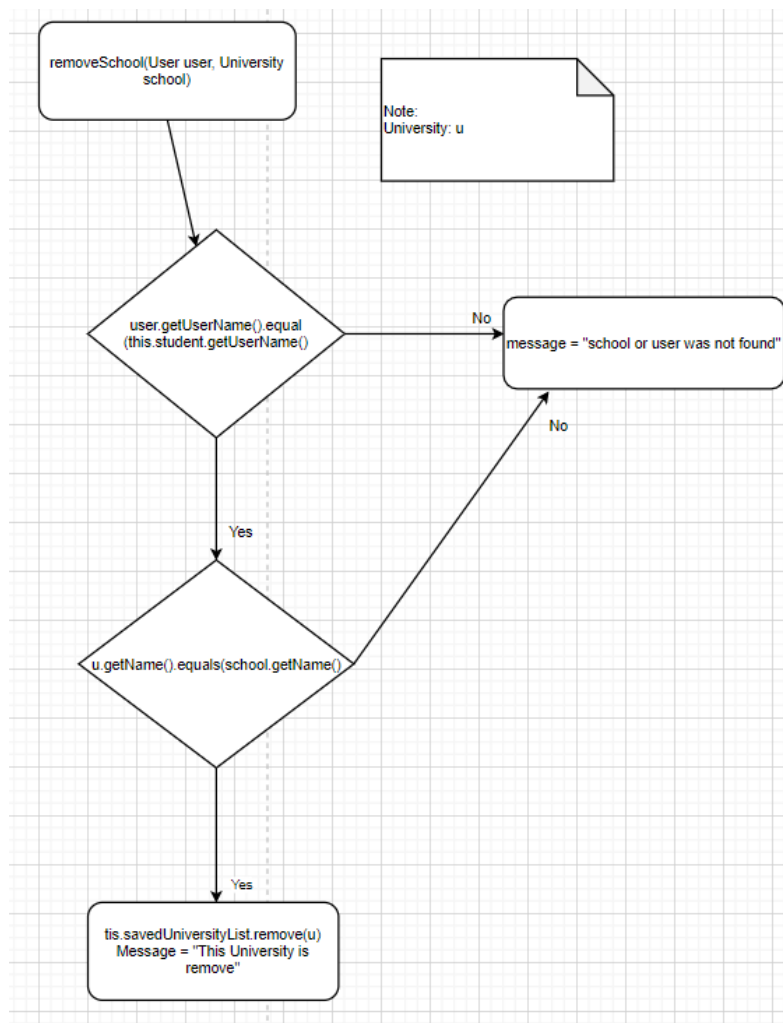 removeSchool(User user, University
school)
Note:
University: u
user.getUserName().equal
(this.student.getUserName()
No
message = "school or user was not found"
No
Yes
u.getName().equals(school.getName()
Yes
tis.savedUniversityList.remove(u)
Message = "This University is
remove"